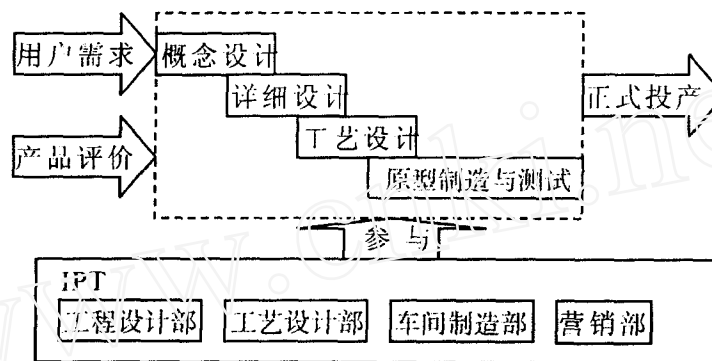 用户需求
概念设计
详细设计
正式投产
工艺设计
产品评价
原型制造与测试
参与
IPT
工程设计部 工艺设计部 车间制造部 营销部